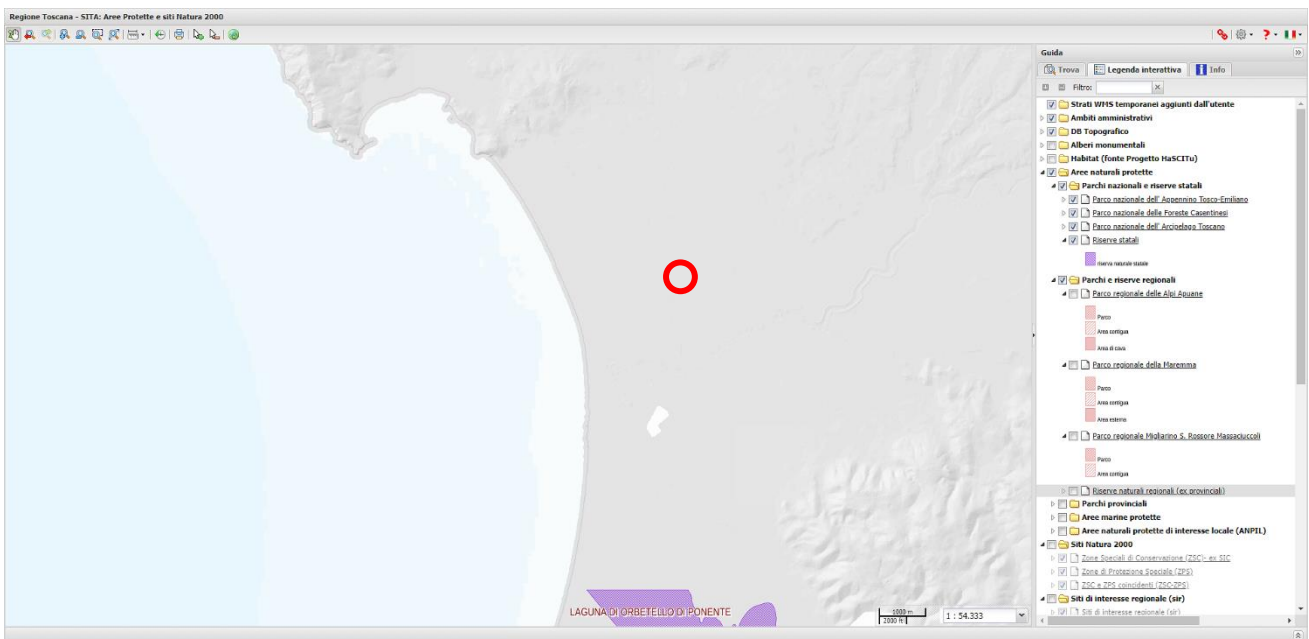 Regione Toscana - SITA: Aree Protette e siti Natura 2000
Guida
Trova Legenda interattiva Info
Filtro:
Strati WMS temporanei aggiunti dall'utente
Ambiti amministrativi
DB Topografico
Alberi monumentali
Habitat (fonte Progetto HaSCITu)
Aree naturali protette
Parchi nazionali e riserve statali
Parco nazionale dell' Appennino Tosco-Emiliano
Parco nazionale delle Foreste Casentinesi
Parco nazionale dell' Arcipelago Toscano
Riserve statali
riserva naturale statale
Parchi e riserve regionali
Parco regionale delle Alpi Apuane
Parco
Area contigua
Area di cava
Parco regionale della Maremma
Parco
Area contigua
Area esterna
Parco regionale Migliarino S. Rossore Massaciuccoli
Parco
Area contigua
Riserve naturali regionali (ex provinciali)
Parchi provinciali
Aree marine protette
Aree naturali protette di interesse locale (ANPIL)
Siti Natura 2000
Zone Speciali di Conservazione (ZSC)- ex SIC
Zone di Protezione Speciale (ZPS)
ZSC e ZPS coincidenti (ZSC-ZPS)
Siti di interesse regionale (sir)
Siti di interesse regionale (sir)
LAGUNA DI ORBETELLO DI PONENTE
1000 m
2000 ft
1 : 54.333